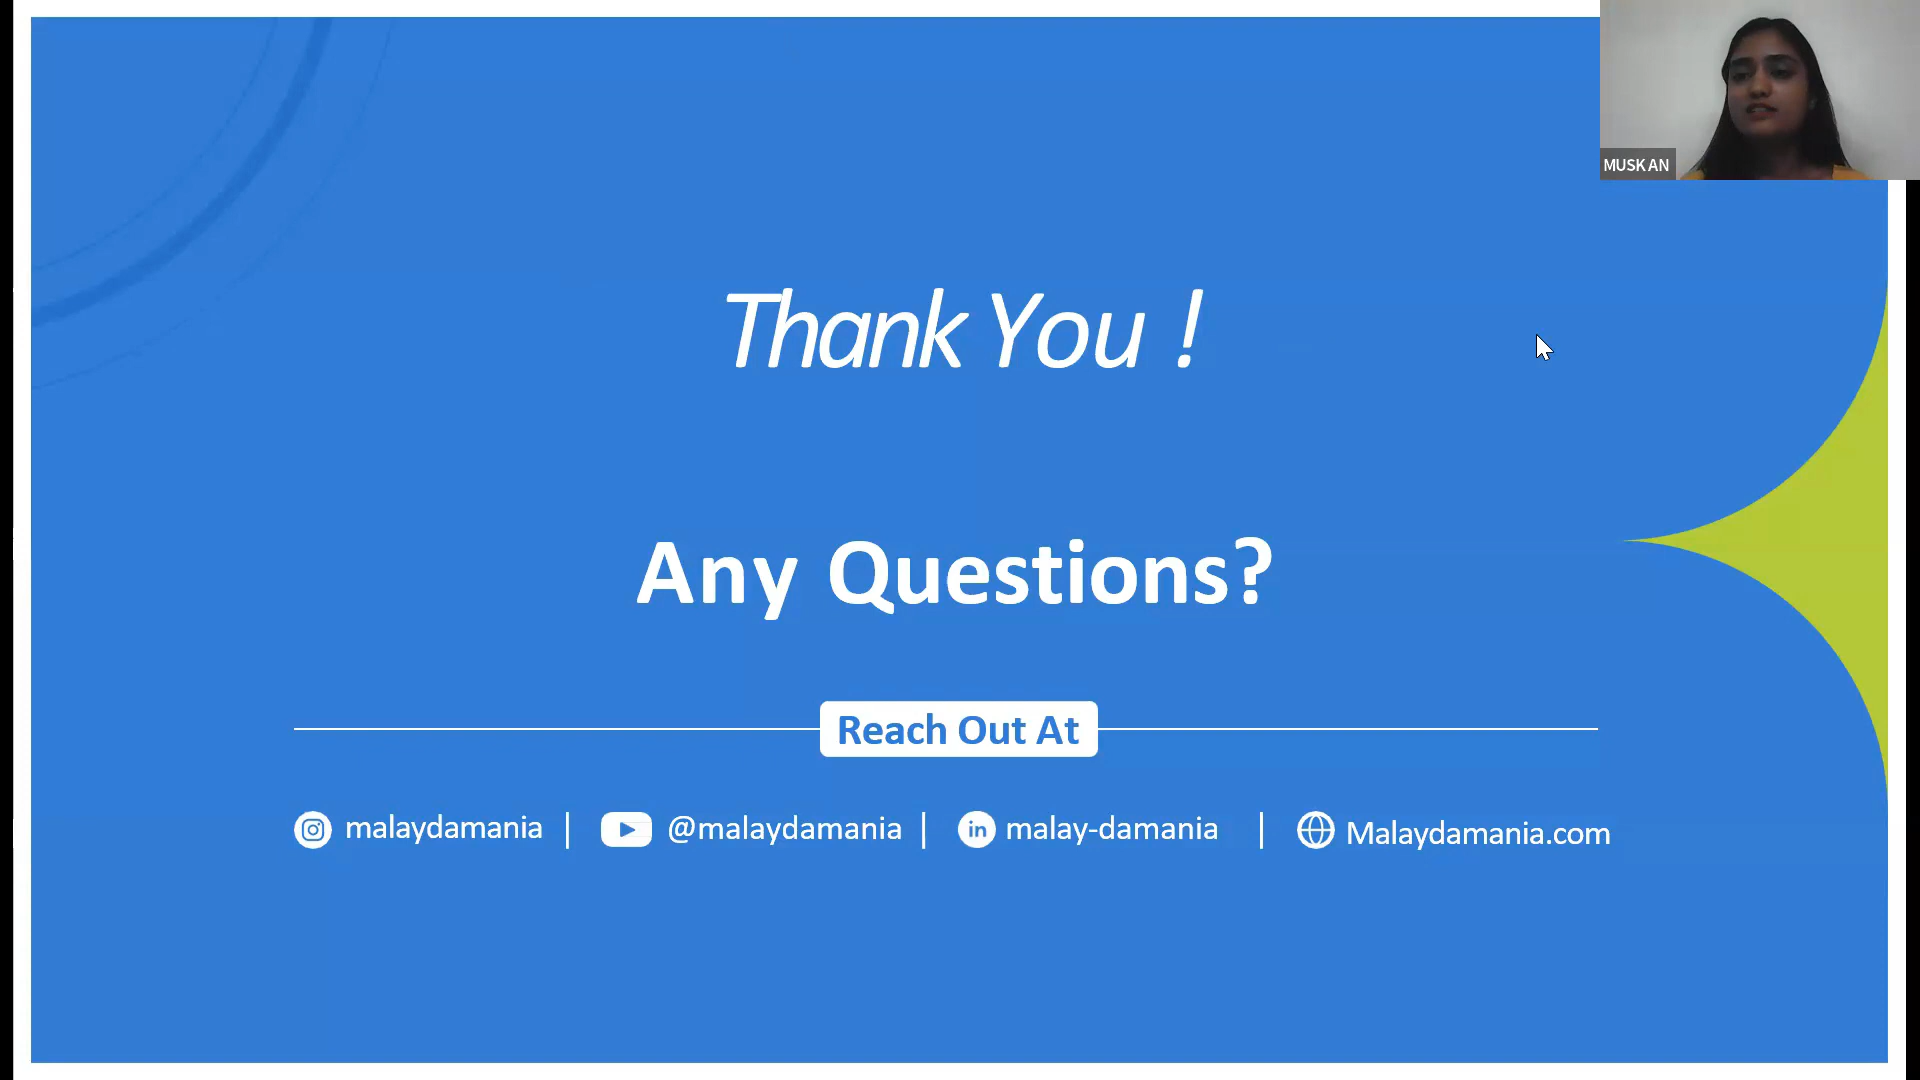 MUSKAN
Thank You !
Any Questions?
Reach Out At
malaydamania | @malaydamania | malay-damania | Malaydamania.com